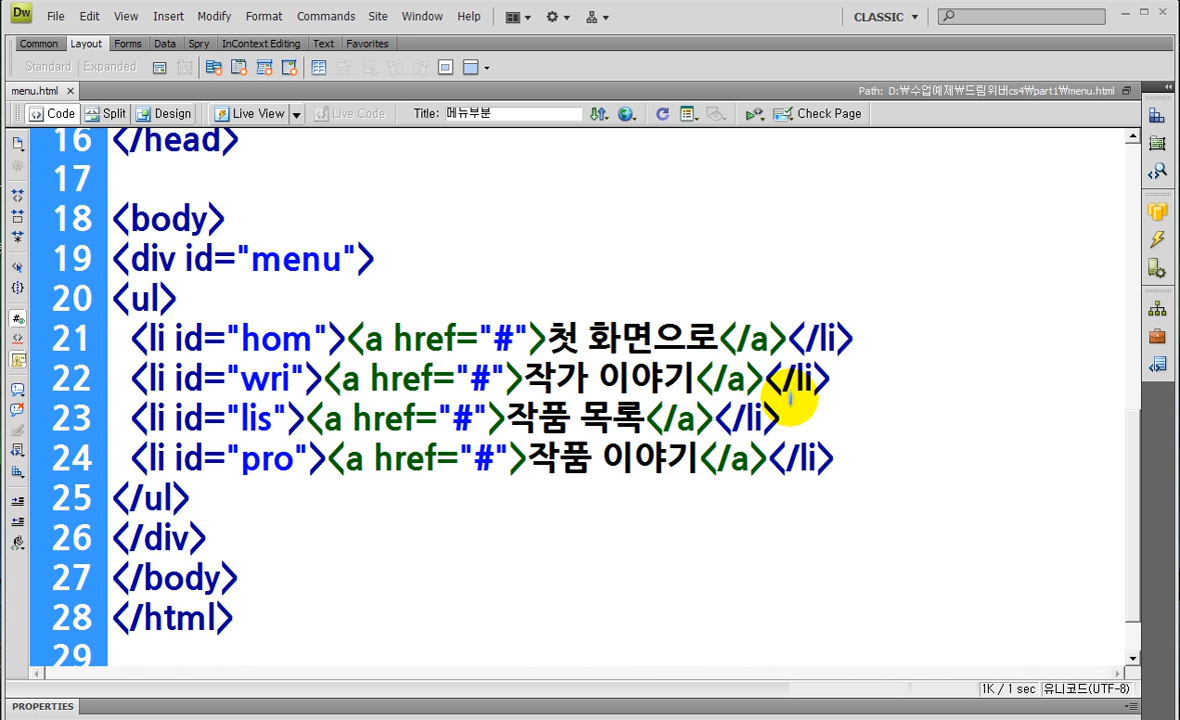 Dw File Edit View Insert Modify Format Commands Site Window Help CLASSIC
Common Layout Forms Data Spry InContext Editing Text Favorites
Standard Expanded
menu.html Path: D:₩수업예제₩드림위버cs4₩part1₩menu.html
Code Split Design Live View Live Code Title: 메뉴부분 Check Page
16 </head>
17
18 <body>
19 <div id="menu">
20 <ul>
21 <li id="hom"><a href="#">첫 화면으로</a></li>
22 <li id="wri"><a href="#">작가 이야기</a></li>
23 <li id="lis"><a href="#">작품 목록</a></li>
24 <li id="pro"><a href="#">작품 이야기</a></li>
25 </ul>
26 </div>
27 </body>
28 </html>
29
1K / 1 sec 유니코드(UTF-8)
PROPERTIES